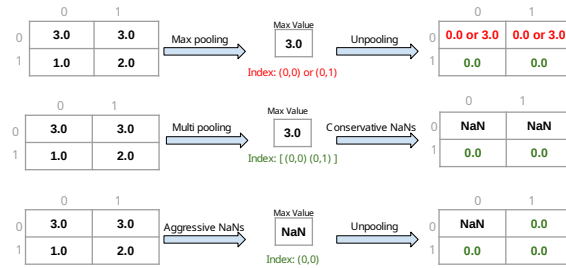 0 1
0 3.0 3.0
1 1.0 2.0
Max pooling
Max Value
3.0
Index: (0,0) or (0,1)
Unpooling
0 1
0 0.0 or 3.0 0.0 or 3.0
1 0.0 0.0
0 1
0 3.0 3.0
1 1.0 2.0
Multi pooling
Max Value
3.0
Index: [ (0,0) (0,1) ]
Conservative NaNs
0 1
0 NaN NaN
1 0.0 0.0
0 1
0 3.0 3.0
1 1.0 2.0
Aggressive NaNs
Max Value
NaN
Index: (0,0)
Unpooling
0 1
0 NaN 0.0
1 0.0 0.0